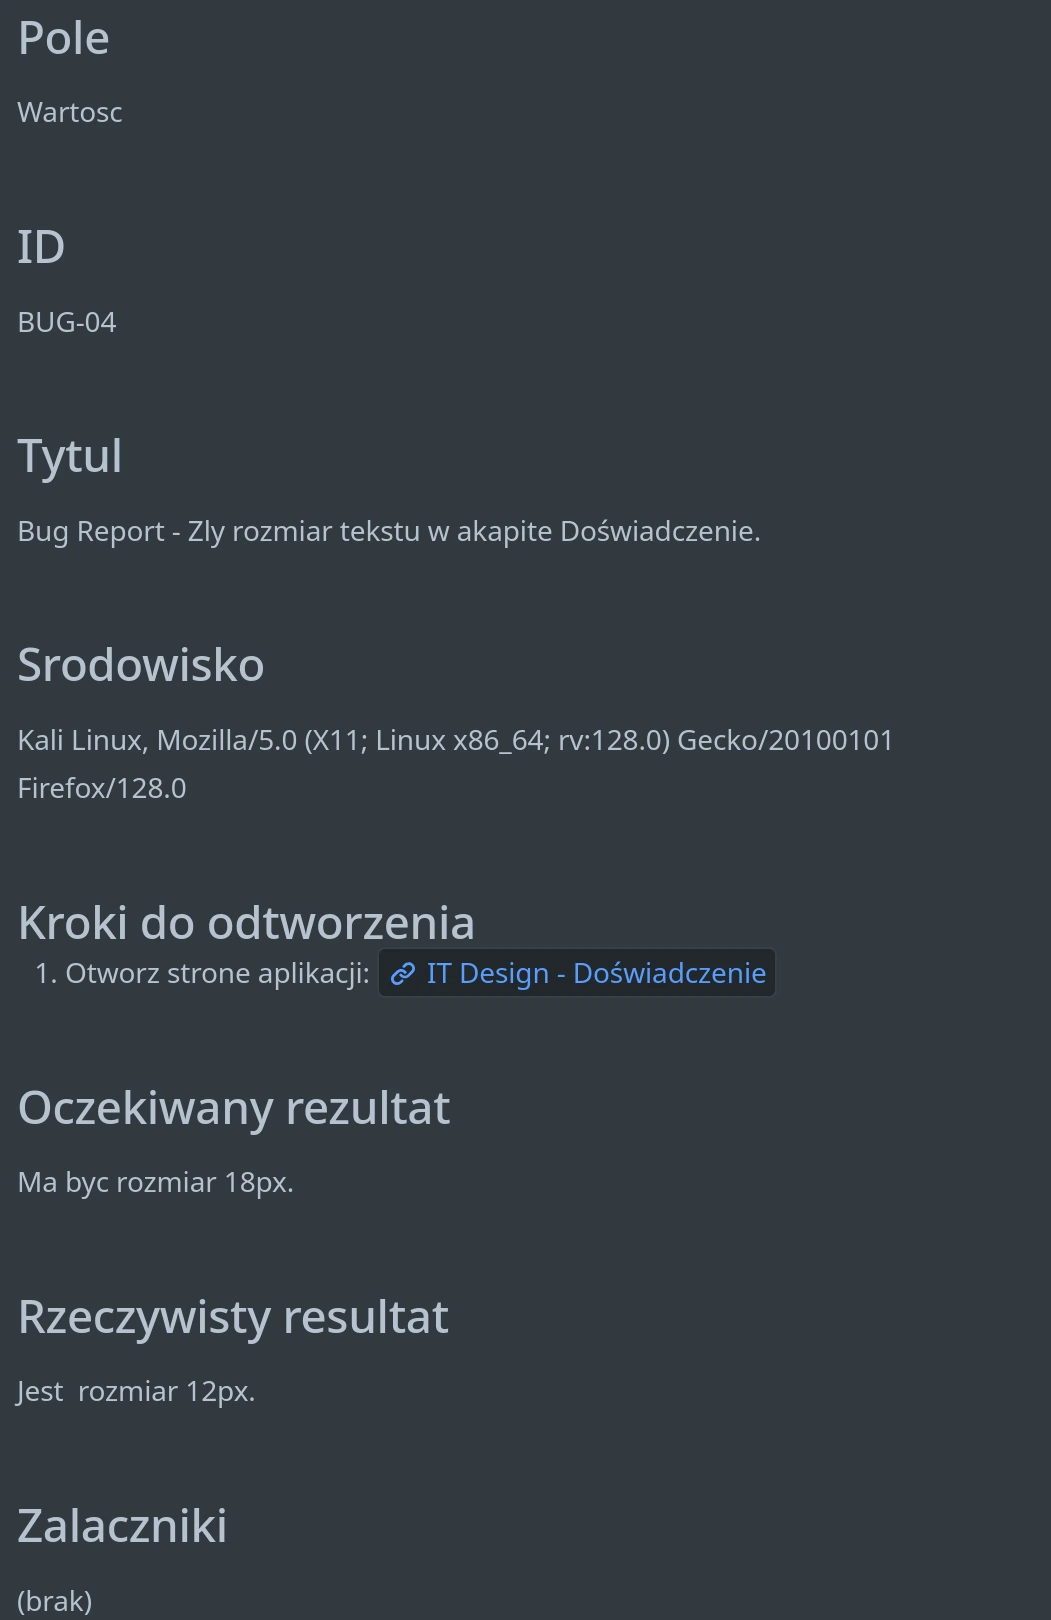 Pole
Wartosc
ID
BUG-04
Tytul
Bug Report - Zly rozmiar tekstu w akapite Doświadczenie.
Srodowisko
Kali Linux, Mozilla/5.0 (X11; Linux x86_64; rv:128.0) Gecko/20100101
Firefox/128.0
Kroki do odtworzenia
1. Otworz strone aplikacji: IT Design - Doświadczenie
Oczekiwany rezultat
Ma byc rozmiar 18px.
Rzeczywisty resultat
Jest  rozmiar 12px.
Zalaczniki
(brak)